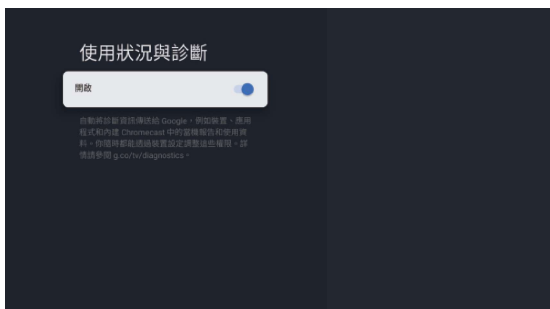 使用狀況與診斷
開啟
自動將診斷資訊傳送給 Google，例如裝置、應用
程式和內建 Chromecast 中的當機報告和使用資
料。你隨時都能透過裝置設定調整這些權限。詳
情請參閱 g.co/tv/diagnostics。